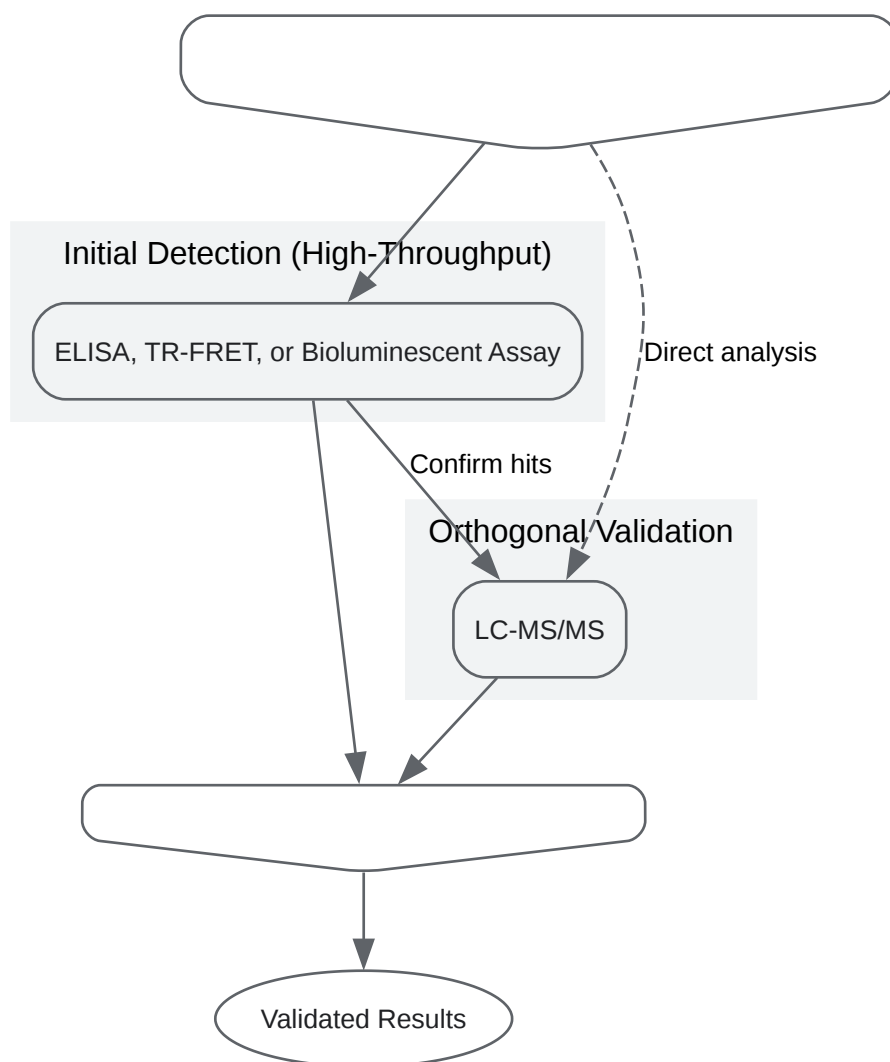 Initial Detection (High-Throughput)
ELISA, TR-FRET, or Bioluminescent Assay
Direct analysis
Confirm hits
Orthogonal Validation
LC-MS/MS
Validated Results